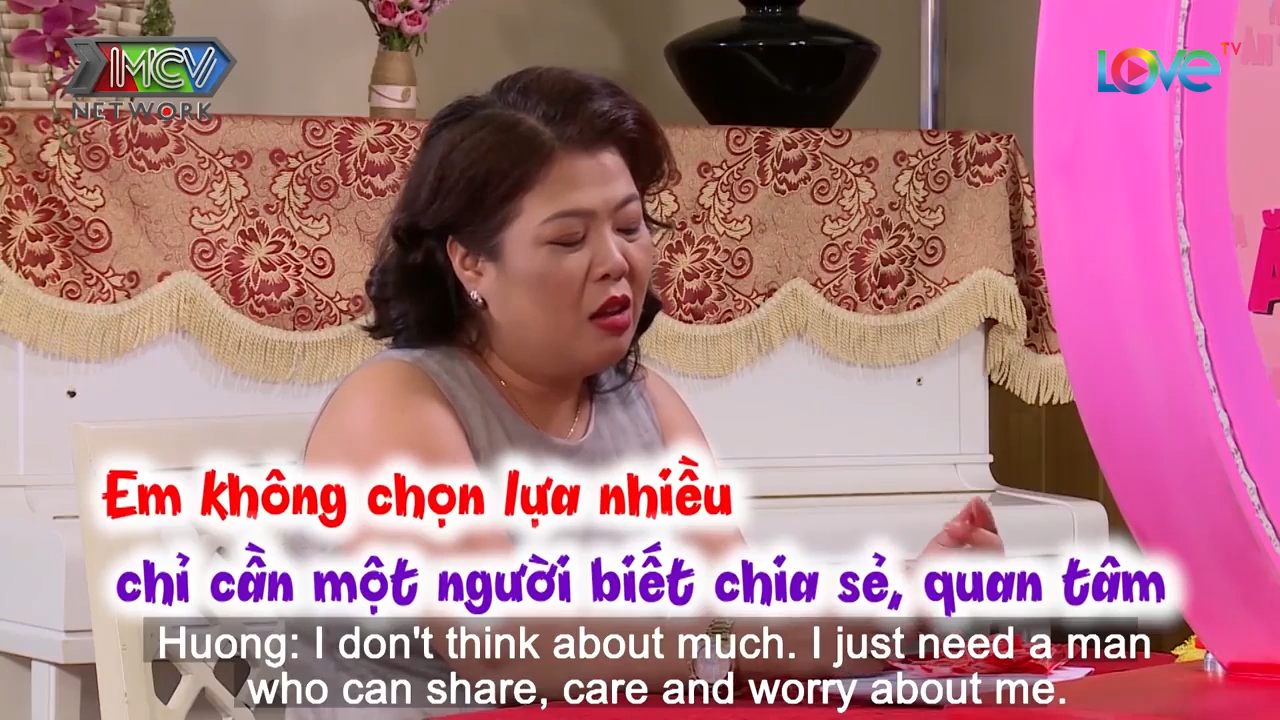 MCV
NETWORK
LOVE TV
Em không chọn lựa nhiều
chỉ cần một người biết chia sẻ, quan tâm
Huong: I don't think about much. I just need a man
who can share, care and worry about me.